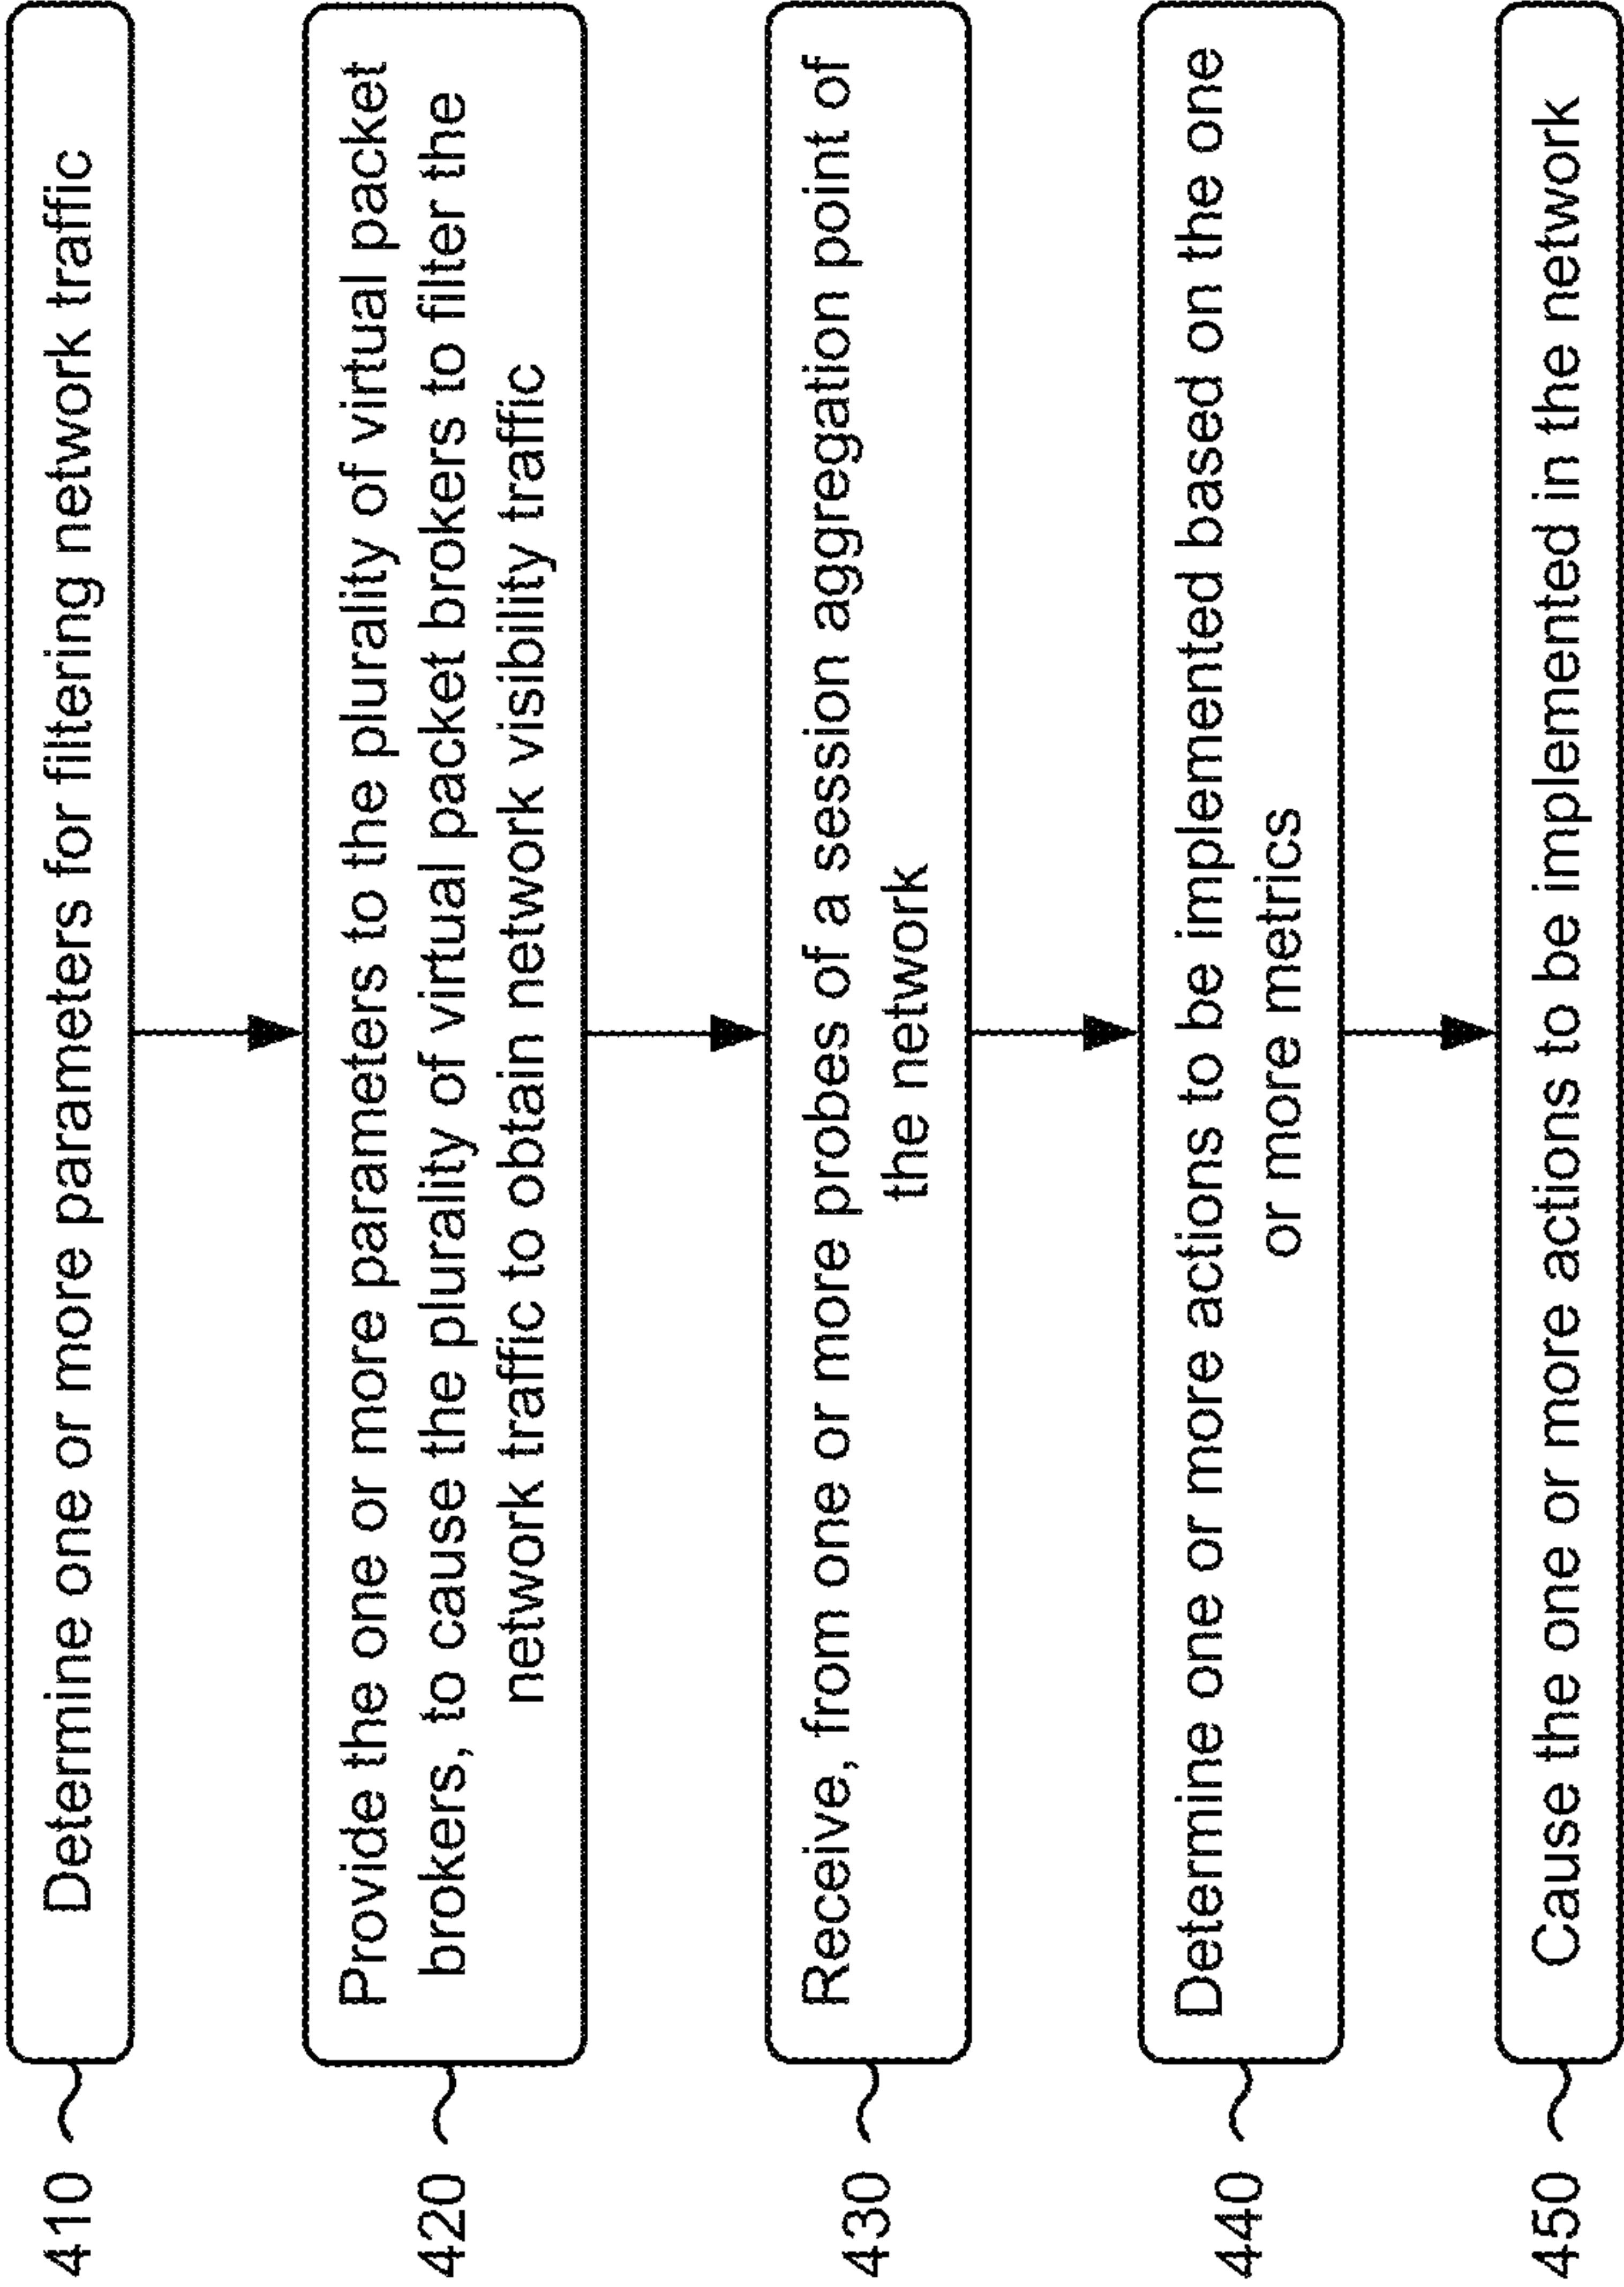 410
Determine one or more parameters for filtering network traffic
420
Provide the one or more parameters to the plurality of virtual packet
brokers, to cause the plurality of virtual packet brokers to filter the
network traffic to obtain network visibility traffic
430
Receive, from one or more probes of a session aggregation point of
the network
440
Determine one or more actions to be implemented based on the one
or more metrics
450
Cause the one or more actions to be implemented in the network